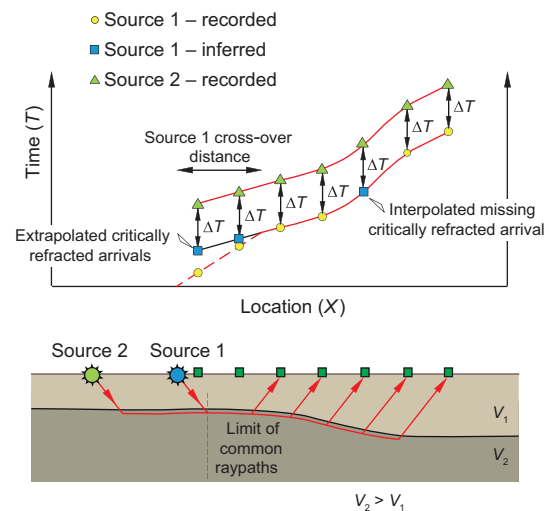 Source 1 – recorded
Source 1 – inferred
Source 2 – recorded
Time (T)
Source 1 cross-over
distance
ΔT
ΔT
ΔT
ΔT
ΔT
ΔT
ΔT
Extrapolated critically
refracted arrivals
Interpolated missing
critically refracted arrival
Location (X)
Source 2
Source 1
Limit of
common
raypaths
V1
V2
V2 > V1